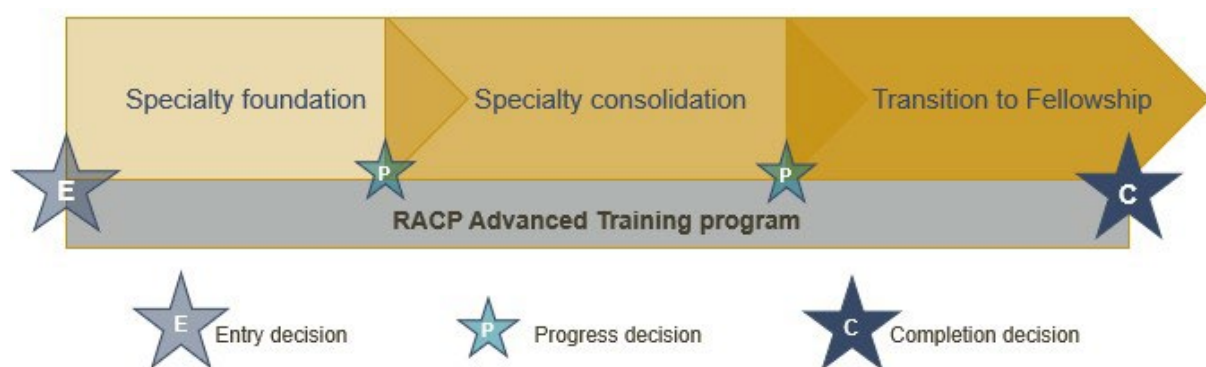 Specialty foundation
Specialty consolidation
Transition to Fellowship
E
P
P
C
RACP Advanced Training program
E Entry decision
P Progress decision
C Completion decision